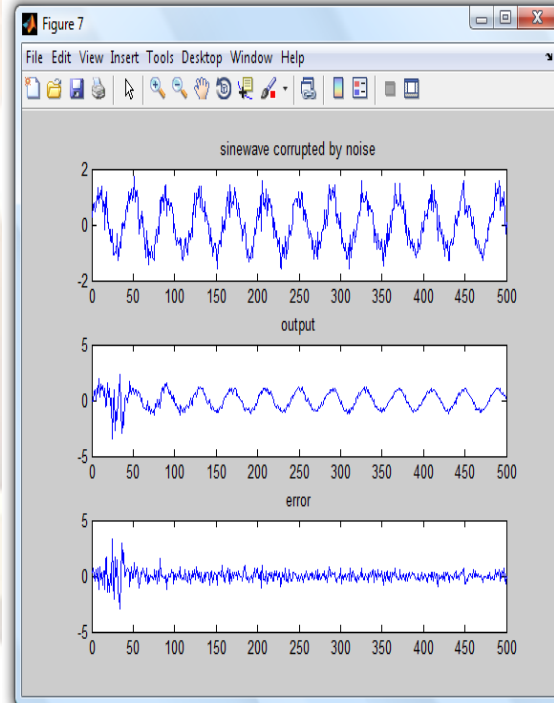 Figure 7
File Edit View Insert Tools Desktop Window Help
sinewave corrupted by noise
2
0
-2
0 50 100 150 200 250 300 350 400 450 500
output
5
0
-5
0 50 100 150 200 250 300 350 400 450 500
error
5
0
-5
0 50 100 150 200 250 300 350 400 450 500